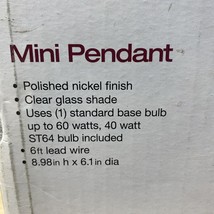 Mini Pendant
• Polished nickel finish
• Clear glass shade
• Uses (1) standard base bulb
up to 60 watts, 40 watt
ST64 bulb included
• 6ft lead wire
• 8.98in h x 6.1in dia